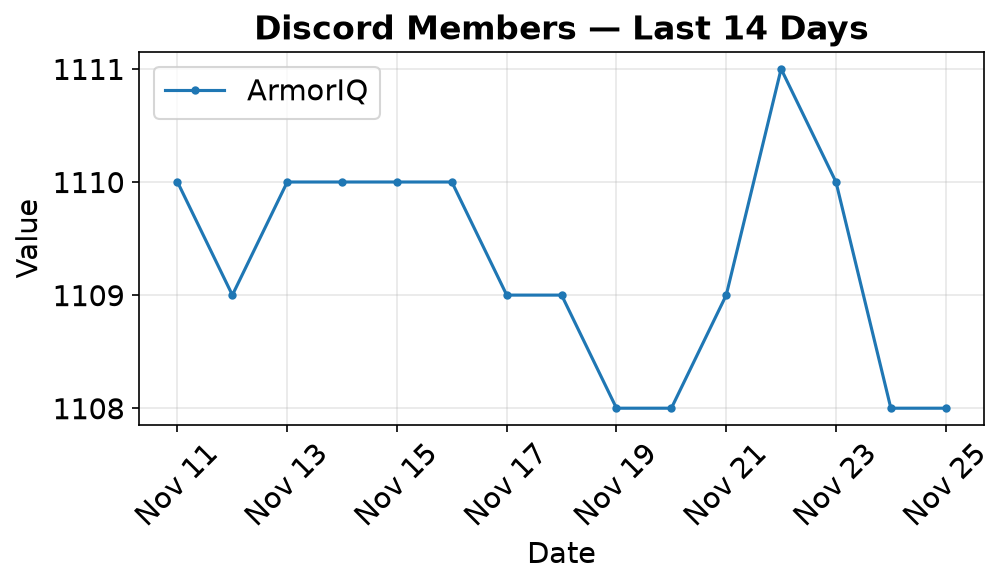 Discord Members — Last 14 Days
ArmorIQ
Value
1111
1110
1109
1108
Nov 11
Nov 13
Nov 15
Nov 17
Nov 19
Nov 21
Nov 23
Nov 25
Date